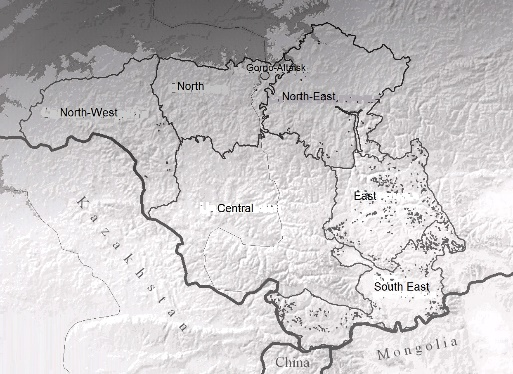 Gorno-Altaisk
North
North-East
North-West
East
Central
Kazakhstan
South East
Mongolia
China